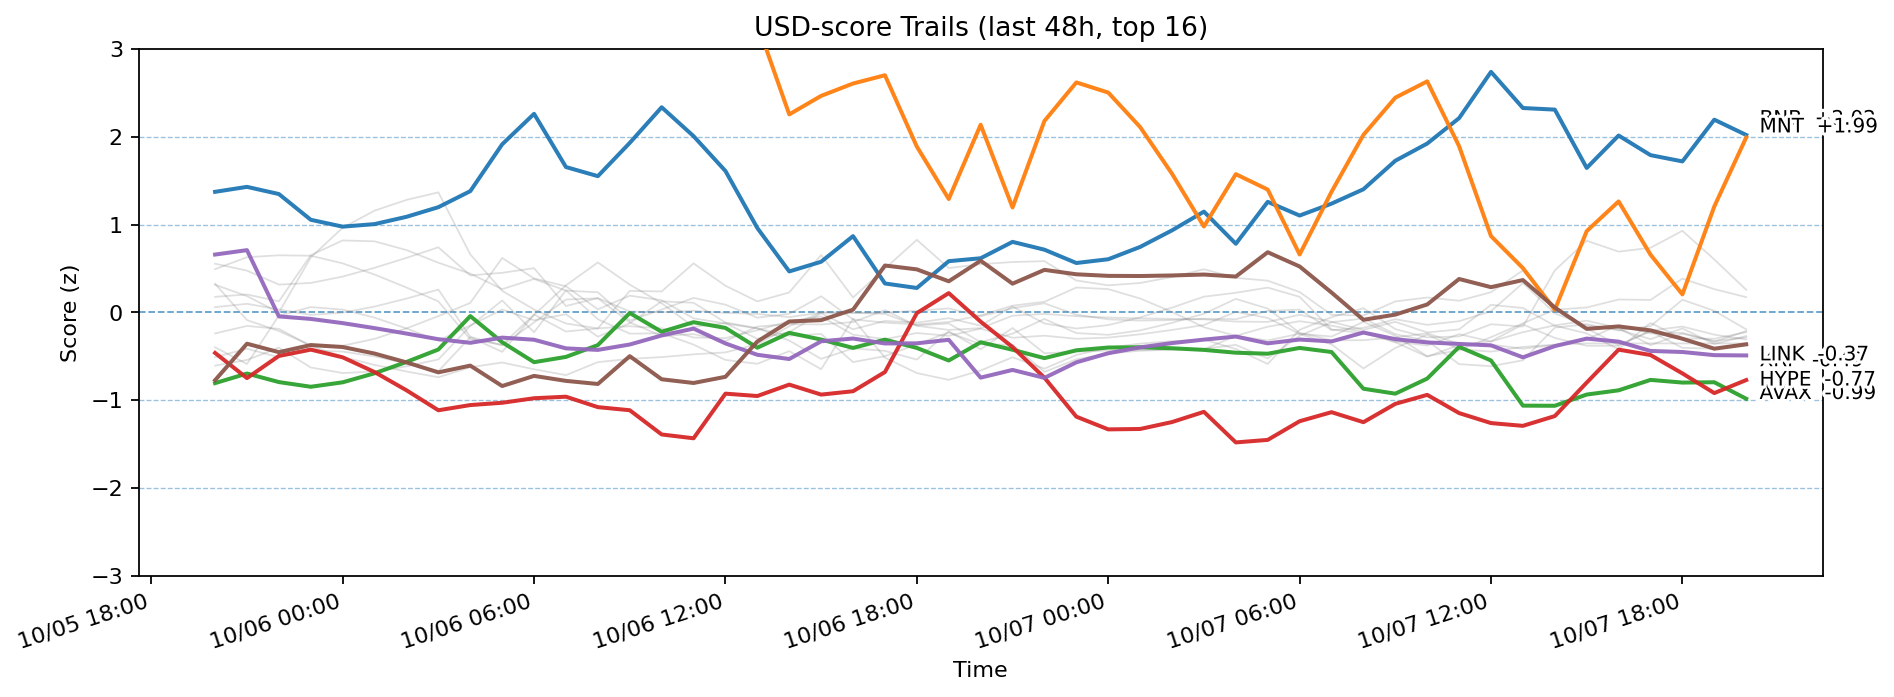 USD-score Trails (last 48h, top 16)
Score (z)
3
2
1
0
−1
−2
−3
MNT +1.99
LINK -0.37
HYPE -0.77
AVAX -0.99
10/05 18:00
10/06 00:00
10/06 06:00
10/06 12:00
10/06 18:00
10/07 00:00
10/07 06:00
10/07 12:00
10/07 18:00
Time